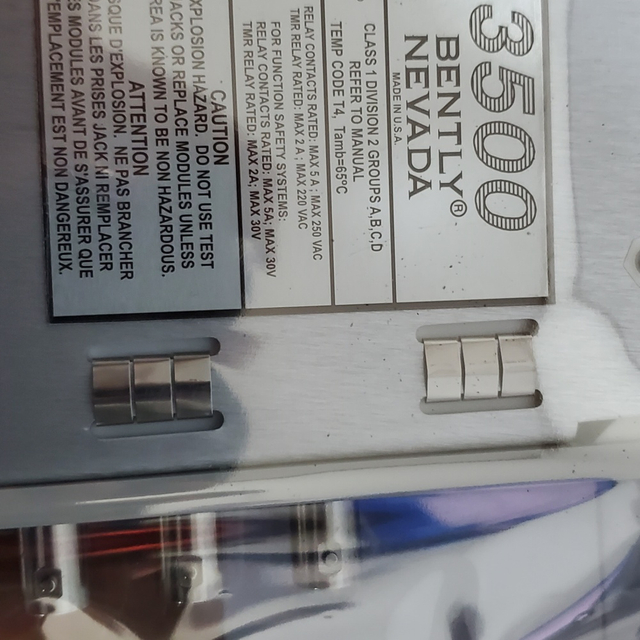 3500
BENTLY®
NEVADA
MADE IN U.S.A.
CLASS 1 DIVISION 2 GROUPS A,B,C,D
REFER TO MANUAL
TEMP CODE T4, Tamb=65°C
RELAY CONTACTS RATED: MAX 5 A ; MAX 250 VAC
TMR RELAY RATED: MAX 2 A ; MAX 220 VAC
FOR FUNCTION SAFETY SYSTEMS:
RELAY CONTACTS RATED: MAX 5A; MAX 30V
TMR RELAY RATED: MAX 2A; MAX 30V
CAUTION
EXPLOSION HAZARD. DO NOT USE TEST
JACKS OR REPLACE MODULES UNLESS
AREA IS KNOWN TO BE NON HAZARDOUS.
ATTENTION
RISQUE D'EXPLOSION. NE PAS BRANCHER
DANS LES PRISES JACK NI REMPLACER
LES MODULES AVANT DE S'ASSURER QUE
L'EMPLACEMENT EST NON DANGEREUX.